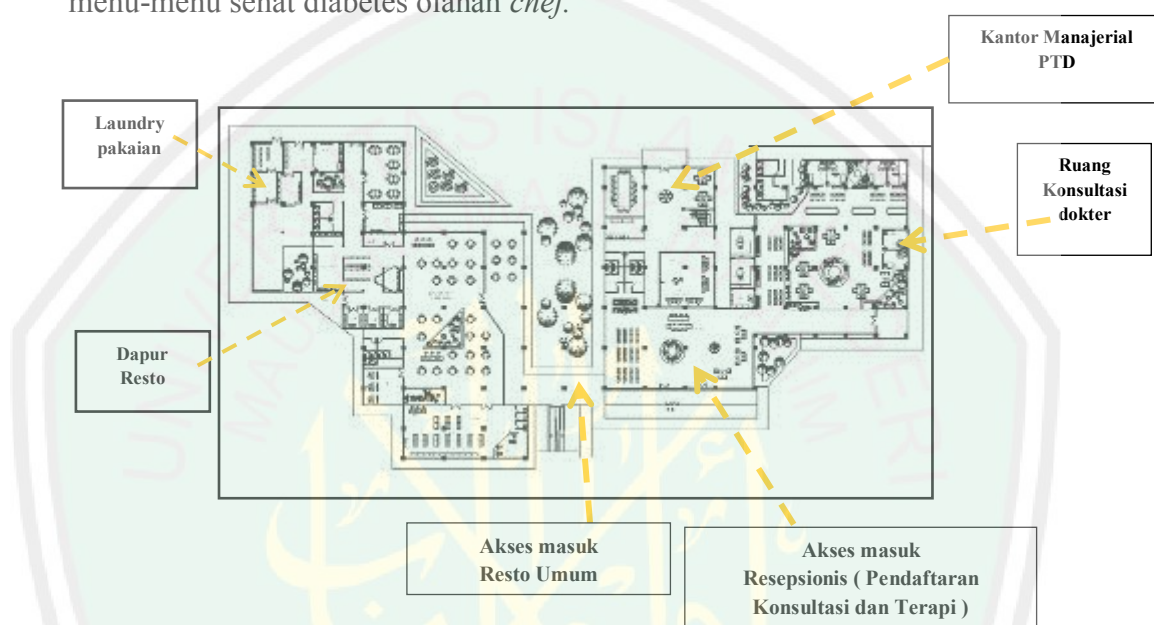 menu-menu sehat diabetes olahan chef.
Kantor Manajerial
PTD
Laundry
pakaian
Ruang
Konsultasi
dokter
Dapur
Resto
Akses masuk
Resto Umum
Akses masuk
Resepsionis ( Pendaftaran
Konsultasi dan Terapi )